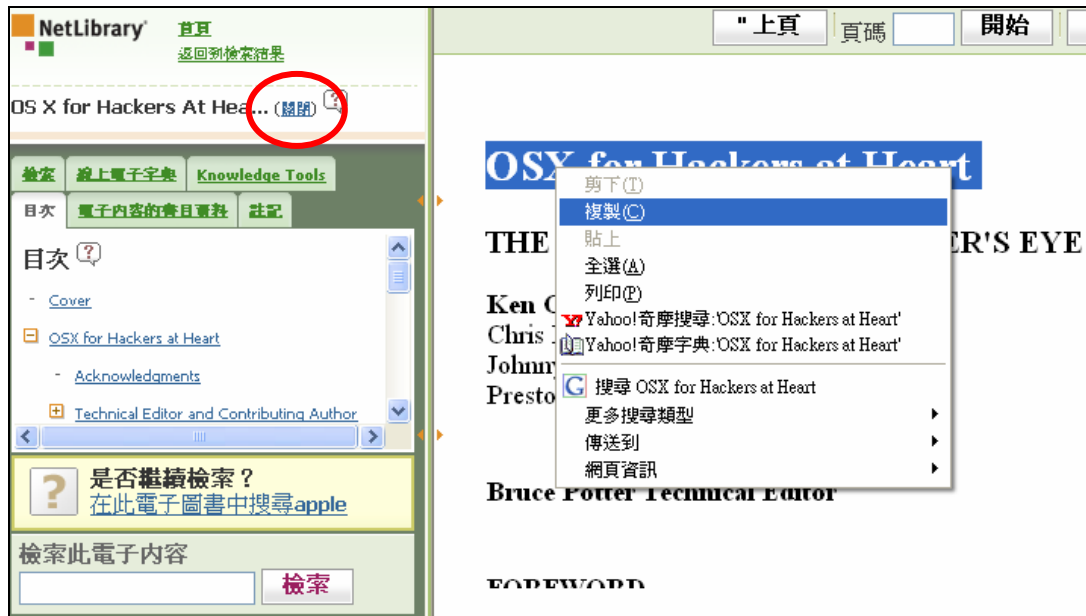 NetLibrary
首頁
返回到檢索結果
OS X for Hackers At Hea... (關閉)
檢索
線上電子字典
Knowledge Tools
目次
電子內容的書目資料
註記
目次
Cover
OSX for Hackers at Heart
Acknowledgments
Technical Editor and Contributing Author
是否繼續檢索？
在此電子圖書中搜尋apple
檢索此電子內容
檢索
"上頁
頁碼
開始
OSX for Hackers at Heart
剪下(T)
複製(C)
貼上
全選(A)
列印(P)
Yahoo!奇摩搜尋:'OSX for Hackers at Heart'
Yahoo!奇摩字典:'OSX for Hackers at Heart'
搜尋 OSX for Hackers at Heart
更多搜尋類型
傳送到
網頁資訊
THE
ER'S EYE
Ken
Chris
Bruce Potter Technical Editor
FOREWORD